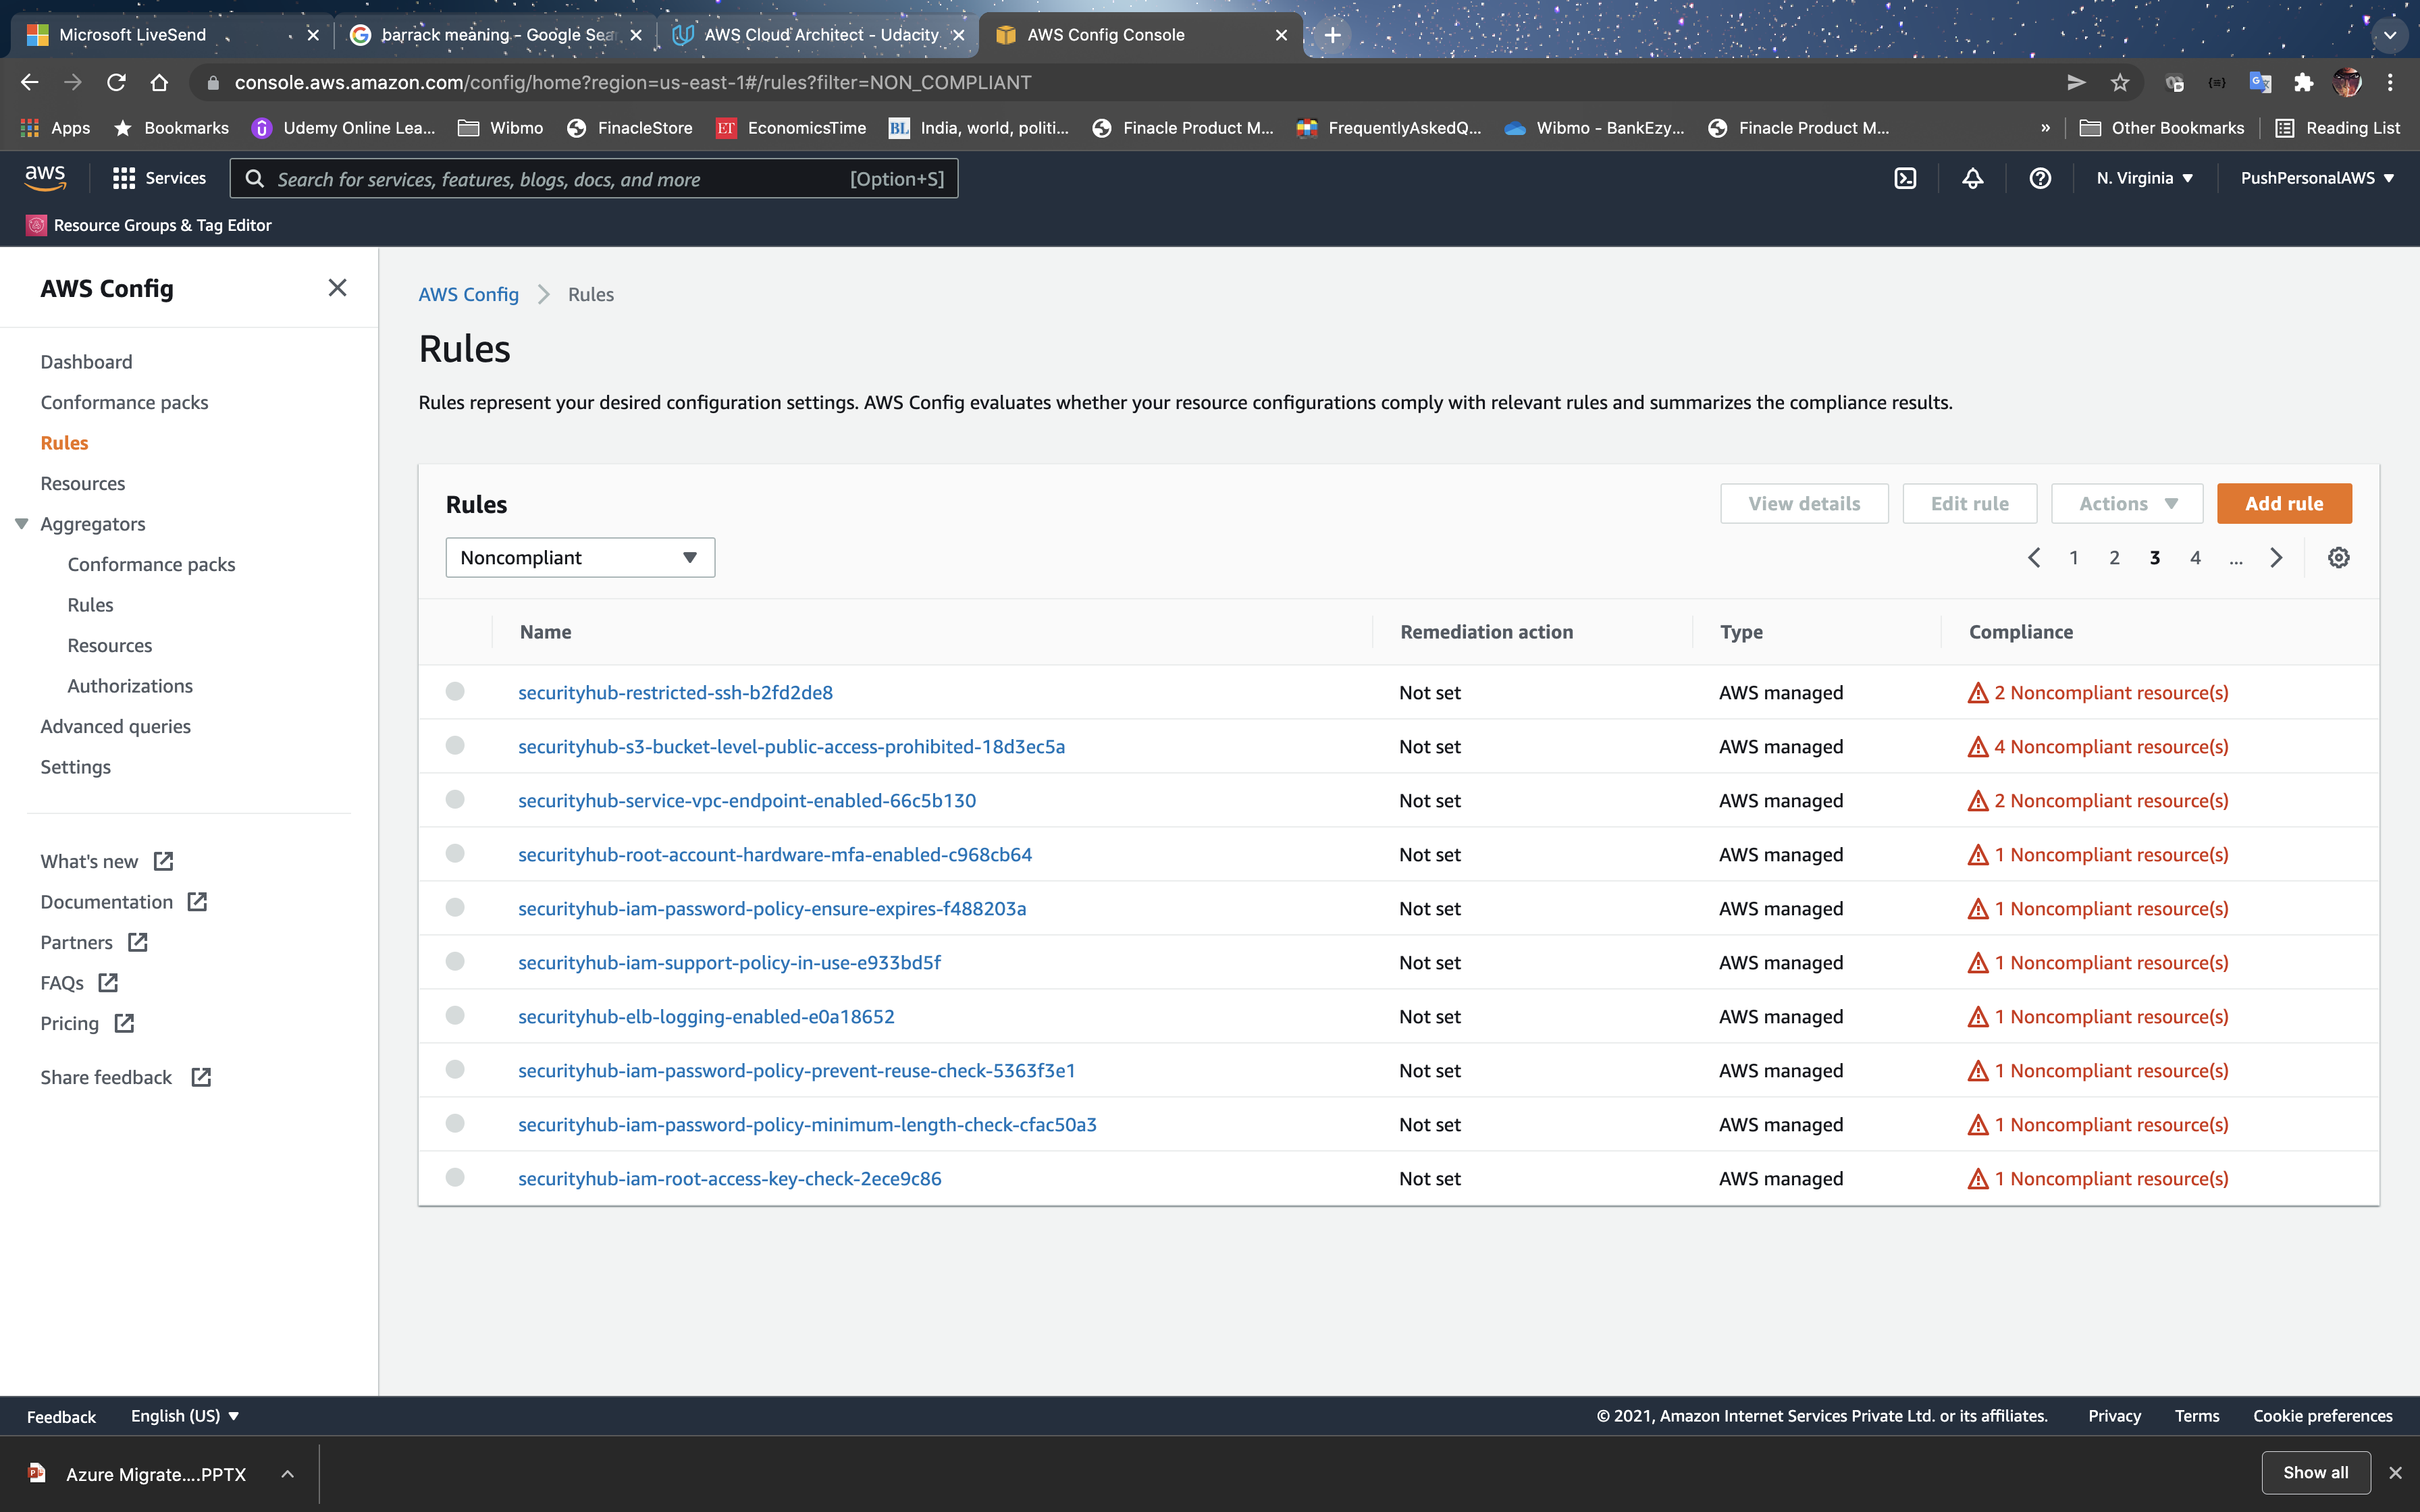 Microsoft LiveSend
barrack meaning - Google Sea
AWS Cloud Architect - Udacity
AWS Config Console
console.aws.amazon.com/config/home?region=us-east-1#/rules?filter=NON_COMPLIANT
Apps Bookmarks Udemy Online Lea... Wibmo FinacleStore ET EconomicsTime BL India, world, politi... Finacle Product M... FrequentlyAskedQ... Wibmo - BankEzy... Finacle Product M... » Other Bookmarks Reading List
aws Services Search for services, features, blogs, docs, and more [Option+S] N. Virginia PushPersonalAWS
Resource Groups & Tag Editor
AWS Config
Dashboard
Conformance packs
Rules
Resources
Aggregators
Conformance packs
Rules
Resources
Authorizations
Advanced queries
Settings
What's new
Documentation
Partners
FAQs
Pricing
Share feedback
AWS Config Rules
Rules
Rules represent your desired configuration settings. AWS Config evaluates whether your resource configurations comply with relevant rules and summarizes the compliance results.
Rules View details Edit rule Actions Add rule
Noncompliant 1 2 3 4 ...
Name Remediation action Type Compliance
securityhub-restricted-ssh-b2fd2de8 Not set AWS managed 2 Noncompliant resource(s)
securityhub-s3-bucket-level-public-access-prohibited-18d3ec5a Not set AWS managed 4 Noncompliant resource(s)
securityhub-service-vpc-endpoint-enabled-66c5b130 Not set AWS managed 2 Noncompliant resource(s)
securityhub-root-account-hardware-mfa-enabled-c968cb64 Not set AWS managed 1 Noncompliant resource(s)
securityhub-iam-password-policy-ensure-expires-f488203a Not set AWS managed 1 Noncompliant resource(s)
securityhub-iam-support-policy-in-use-e933bd5f Not set AWS managed 1 Noncompliant resource(s)
securityhub-elb-logging-enabled-e0a18652 Not set AWS managed 1 Noncompliant resource(s)
securityhub-iam-password-policy-prevent-reuse-check-5363f3e1 Not set AWS managed 1 Noncompliant resource(s)
securityhub-iam-password-policy-minimum-length-check-cfac50a3 Not set AWS managed 1 Noncompliant resource(s)
securityhub-iam-root-access-key-check-2ece9c86 Not set AWS managed 1 Noncompliant resource(s)
Feedback English (US) © 2021, Amazon Internet Services Private Ltd. or its affiliates. Privacy Terms Cookie preferences
Azure Migrate....PPTX Show all